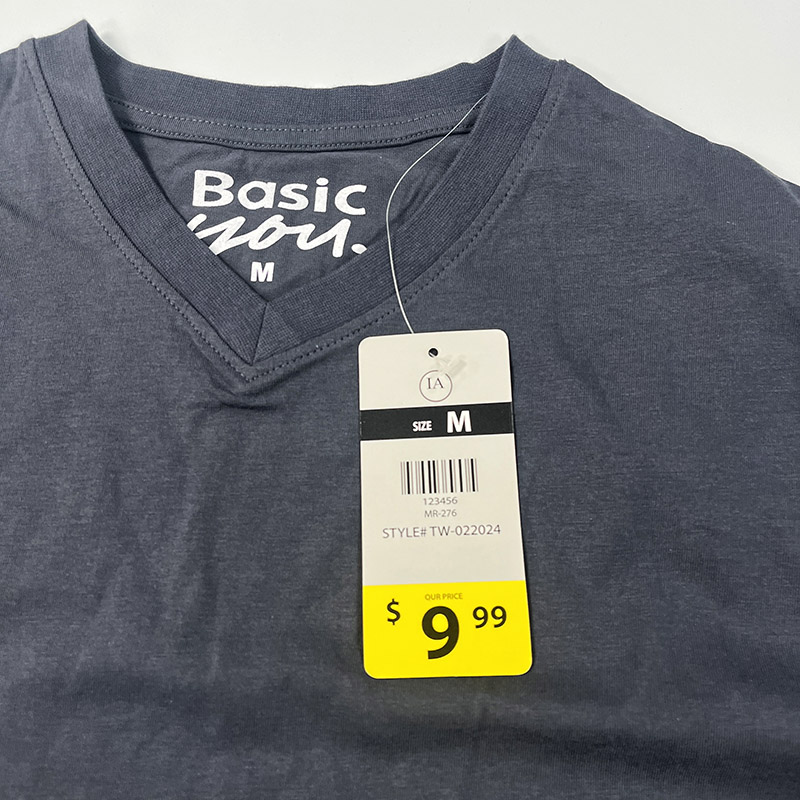 Basic
you.
M
IA
SIZE M
123456
MR-276
STYLE# TW-022024
OUR PRICE
$ 9 99